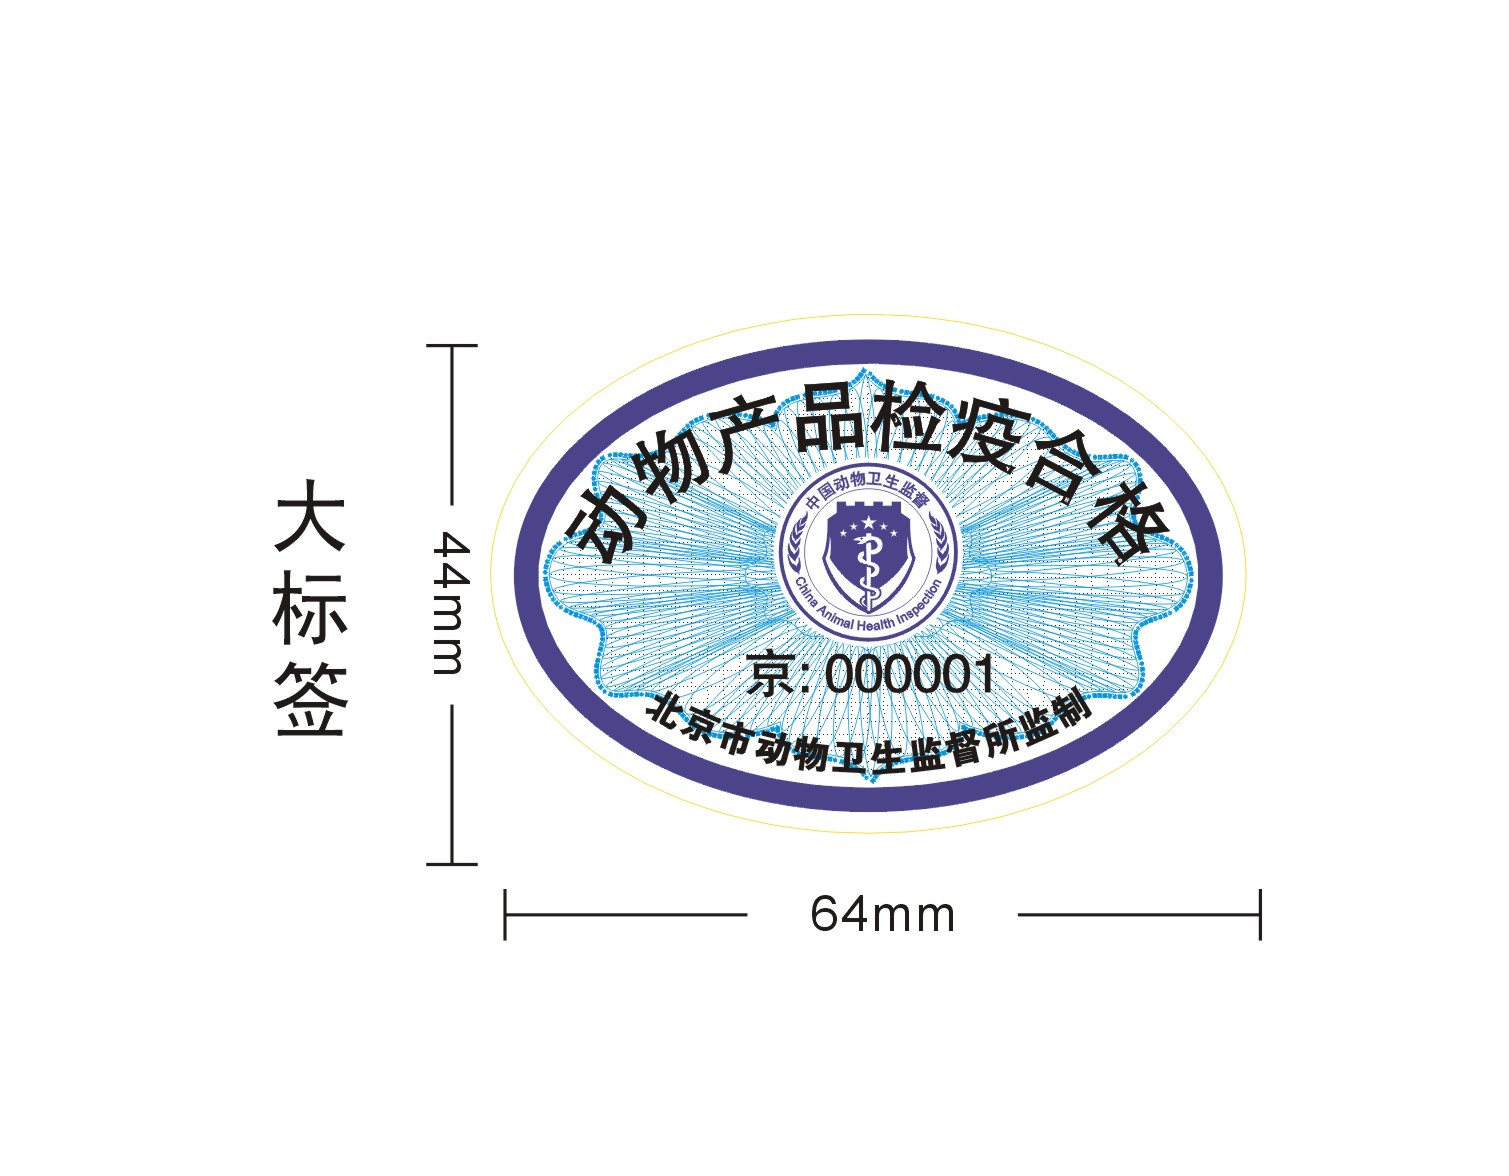 大标签
44mm
动物产品检疫合格
中国动物卫生监督
China Animal Health Inspection
京: 000001
北京市动物卫生监督所监制
64mm